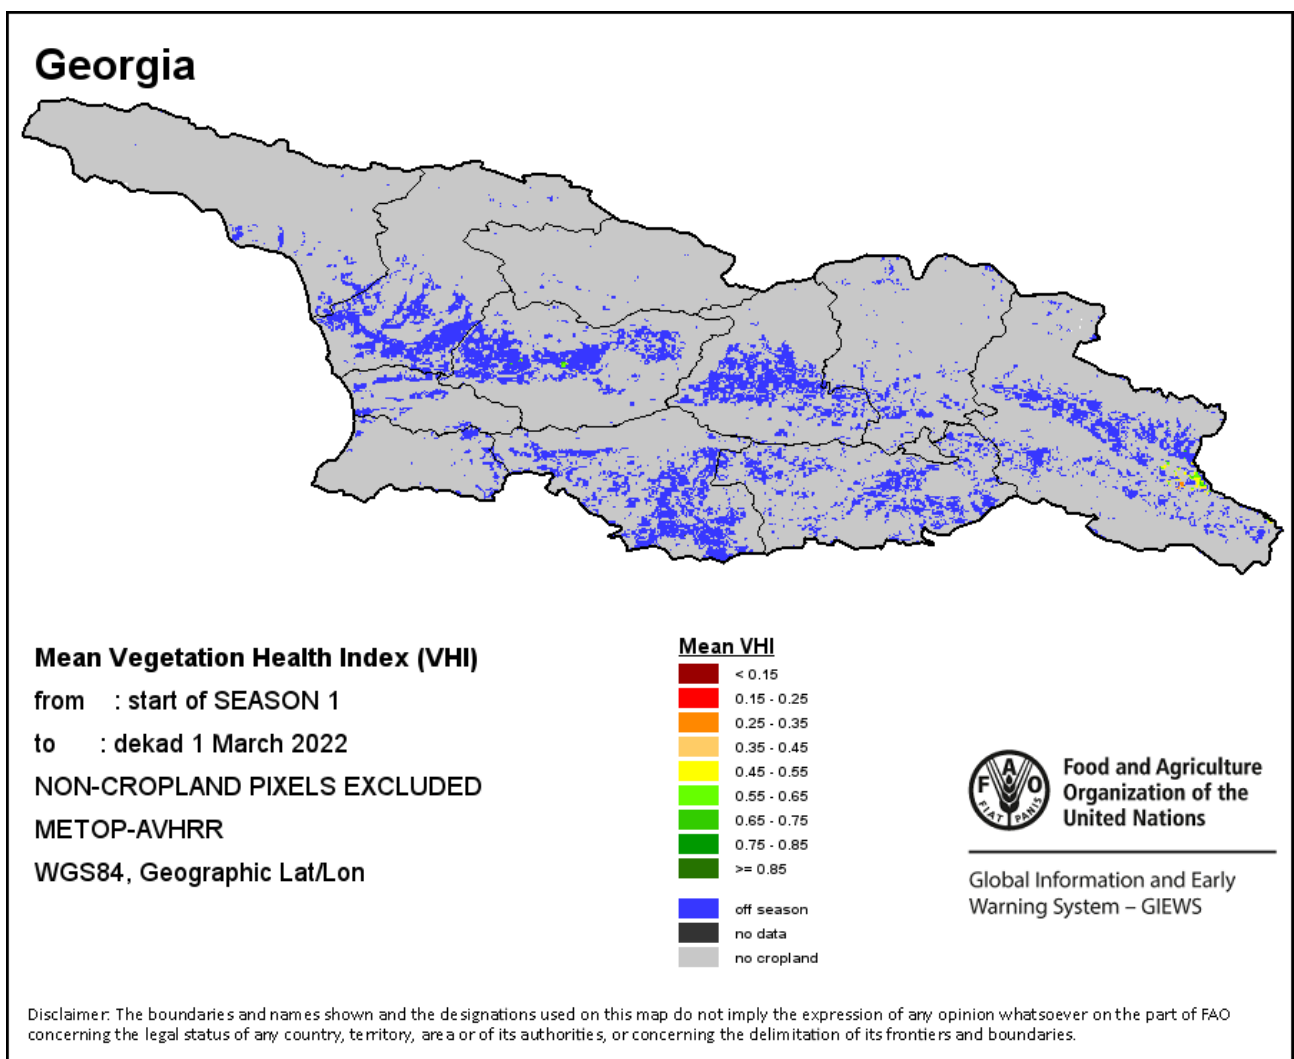 Georgia
Mean Vegetation Health Index (VHI)
from : start of SEASON 1
to : dekad 1 March 2022
NON-CROPLAND PIXELS EXCLUDED
METOP-AVHRR
WGS84, Geographic Lat/Lon
Mean VHI
< 0.15
0.15 - 0.25
0.25 - 0.35
0.35 - 0.45
0.45 - 0.55
0.55 - 0.65
0.65 - 0.75
0.75 - 0.85
>= 0.85
off season
no data
no cropland
F A O
FIAT PANIS
Food and Agriculture
Organization of the
United Nations
Global Information and Early
Warning System – GIEWS
Disclaimer: The boundaries and names shown and the designations used on this map do not imply the expression of any opinion whatsoever on the part of FAO
concerning the legal status of any country, territory, area or of its authorities, or concerning the delimitation of its frontiers and boundaries.